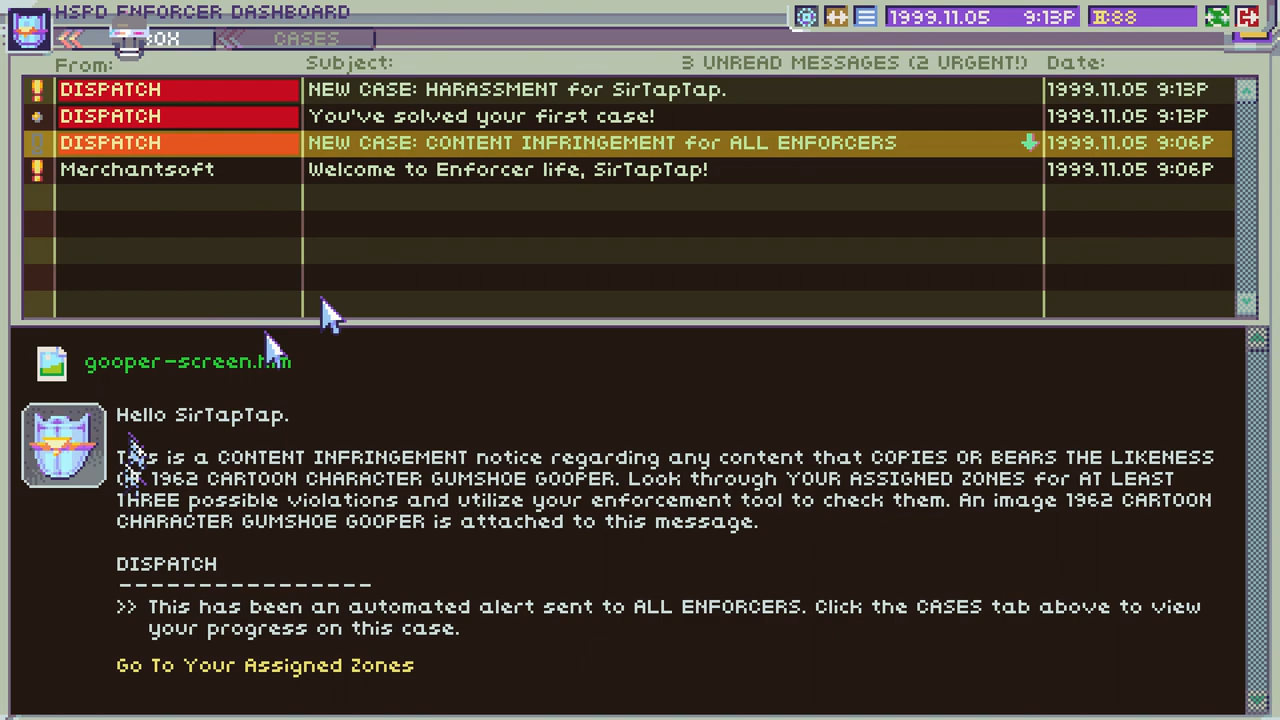 HSPD ENFORCER DASHBOARD
1999.11.05 9:13P
88
CASES
From: Subject: 3 UNREAD MESSAGES (2 URGENT!) Date:
DISPATCH NEW CASE: HARASSMENT for SirTapTap. 1999.11.05 9:13P
DISPATCH You've solved your first case! 1999.11.05 9:13P
DISPATCH NEW CASE: CONTENT INFRINGEMENT for ALL ENFORCERS 1999.11.05 9:06P
Merchantsoft Welcome to Enforcer life, SirTapTap! 1999.11.05 9:06P
Hello SirTapTap.
This is a CONTENT INFRINGEMENT notice regarding any content that COPIES OR BEARS THE LIKENESS
1962 CARTOON CHARACTER GUMSHOE GOOPER. Look through YOUR ASSIGNED ZONES for AT LEAST
THREE possible violations and utilize your enforcement tool to check them. An image 1962 CARTOON
CHARACTER GUMSHOE GOOPER is attached to this message.
DISPATCH
----------------
>> This has been an automated alert sent to ALL ENFORCERS. Click the CASES tab above to view
your progress on this case.
Go To Your Assigned Zones